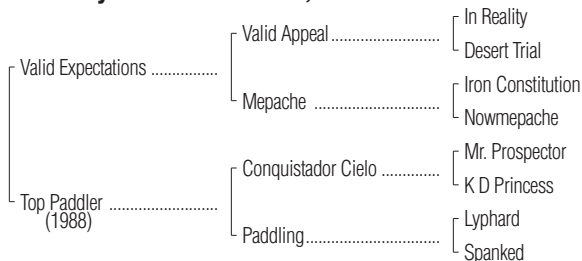 In Reality
Valid Appeal
Desert Trial
Valid Expectations
Iron Constitution
Mepache
Nowmepache
Mr. Prospector
Conquistador Cielo
K D Princess
Top Paddler
(1988)
Lyphard
Paddling
Spanked